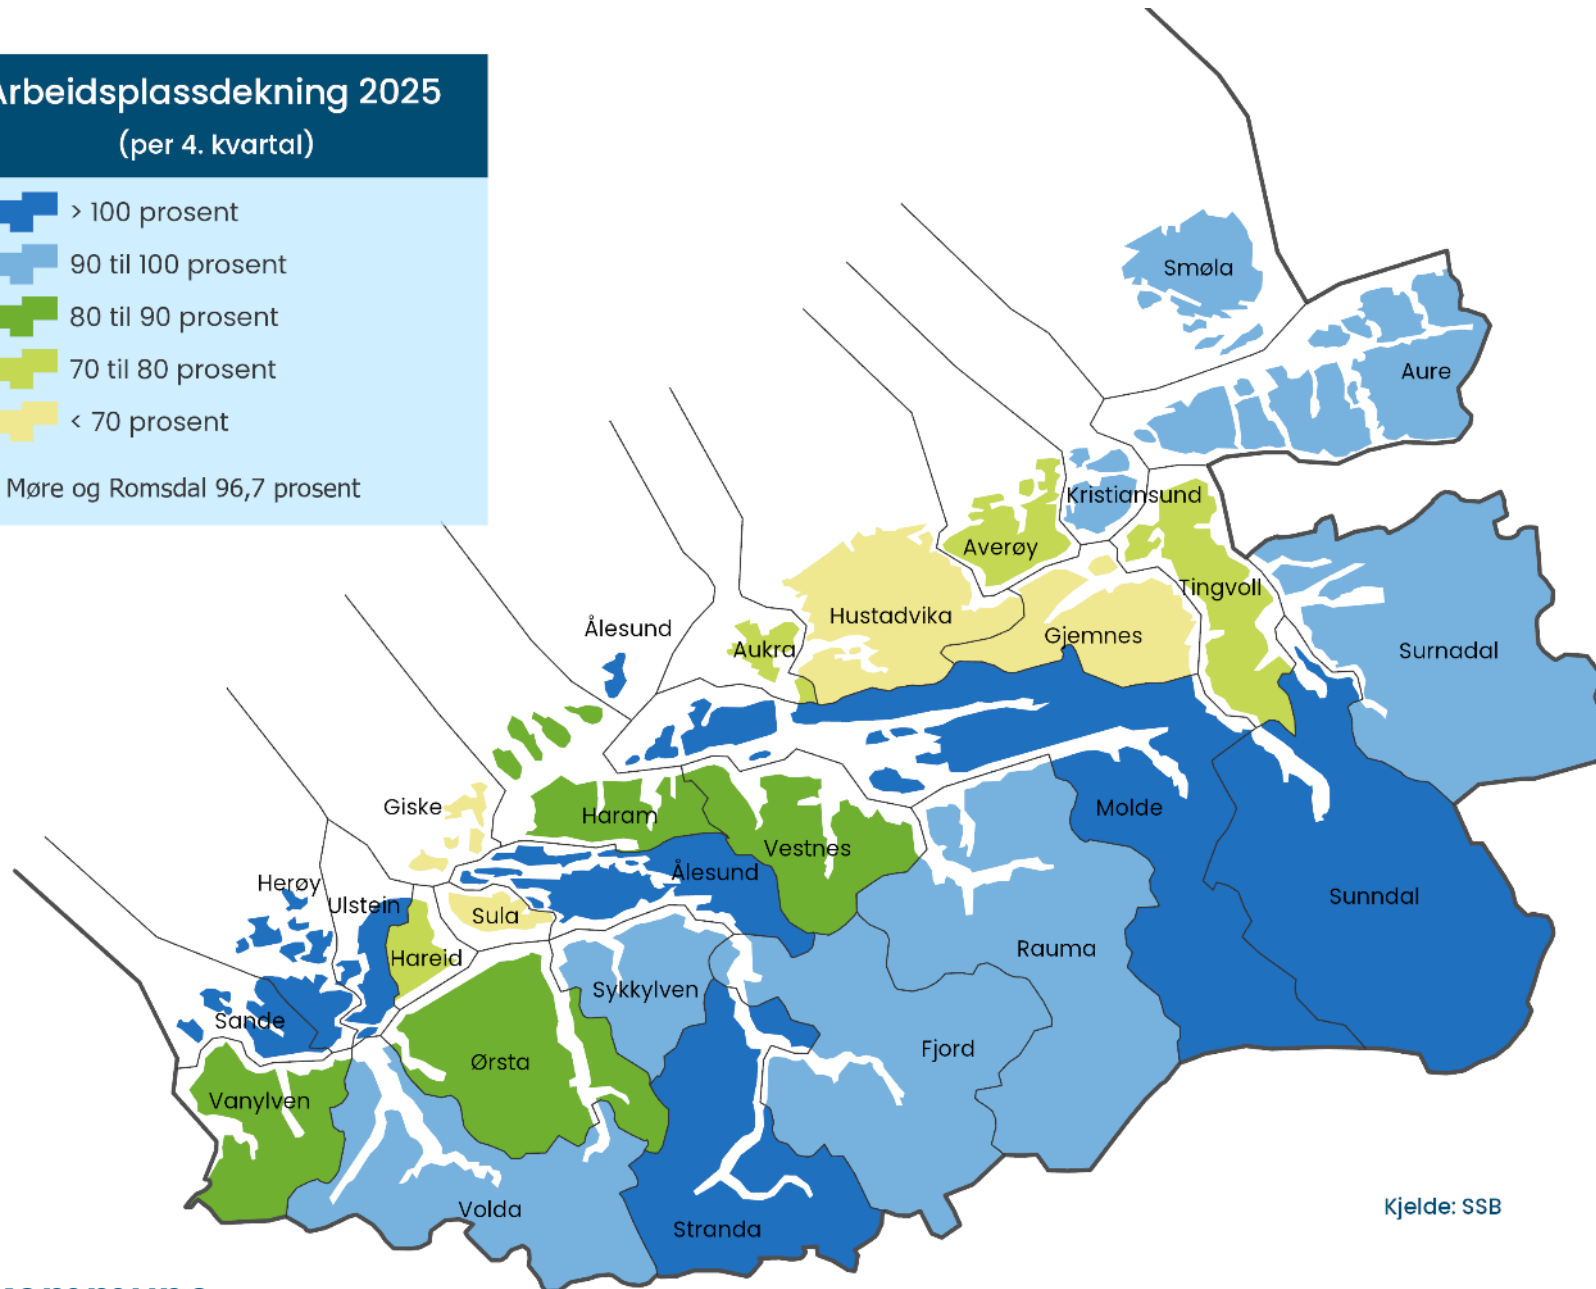 Arbeidsplassdekning 2025
(per 4. kvartal)
> 100 prosent
90 til 100 prosent
80 til 90 prosent
70 til 80 prosent
< 70 prosent
Møre og Romsdal 96,7 prosent
Smøla
Aure
Kristiansund
Averøy
Tingvoll
Hustadvika
Gjemnes
Surnadal
Ålesund
Aukra
Giske
Haram
Molde
Vestnes
Ålesund
Herøy
Ulstein
Sunndal
Sula
Hareid
Rauma
Sykkylven
Sande
Fjord
Ørsta
Vanylven
Volda
Stranda
Kjelde: SSB